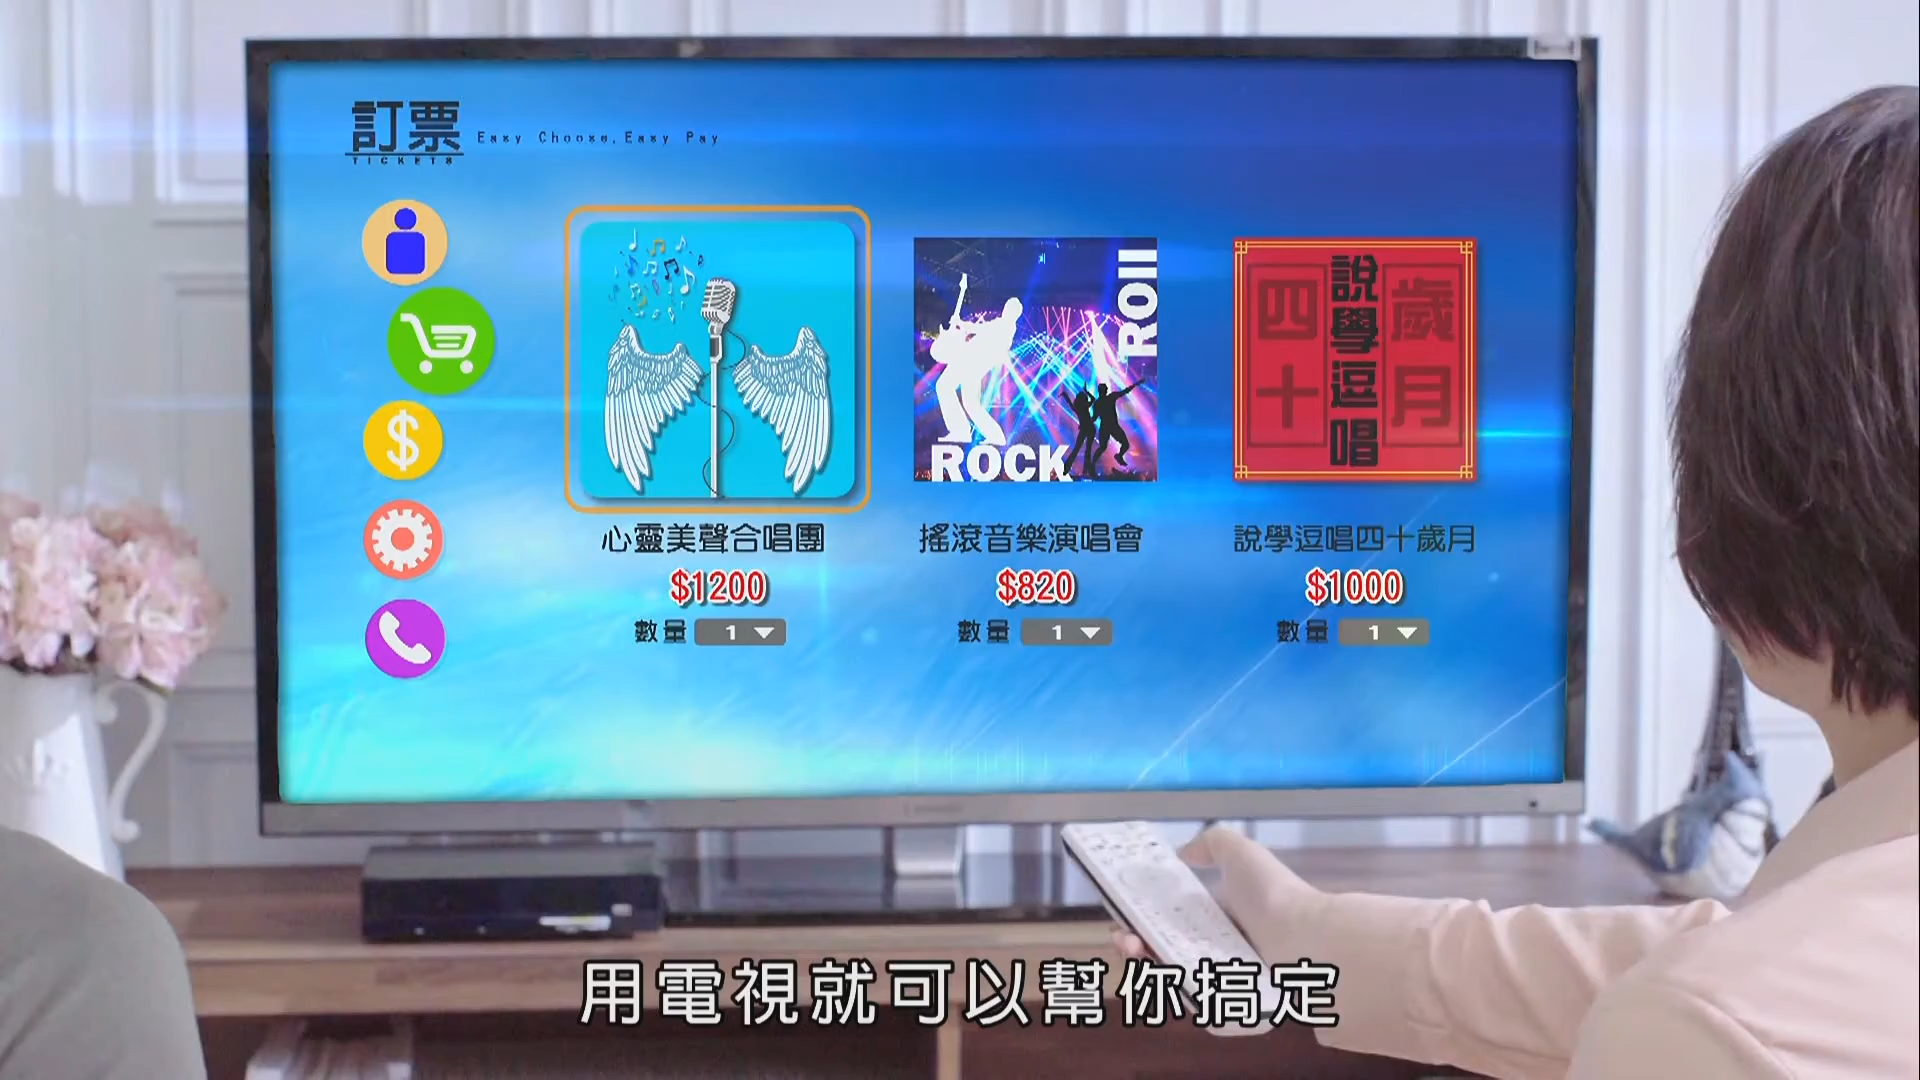 訂票
TICKETS
Easy Choose,Easy Pay
$
ROll
ROCK
四十
說學逗唱
歲月
心靈美聲合唱團
搖滾音樂演唱會
說學逗唱四十歲月
$1200
$820
$1000
數量 1
數量 1
數量 1
用電視就可以幫你搞定